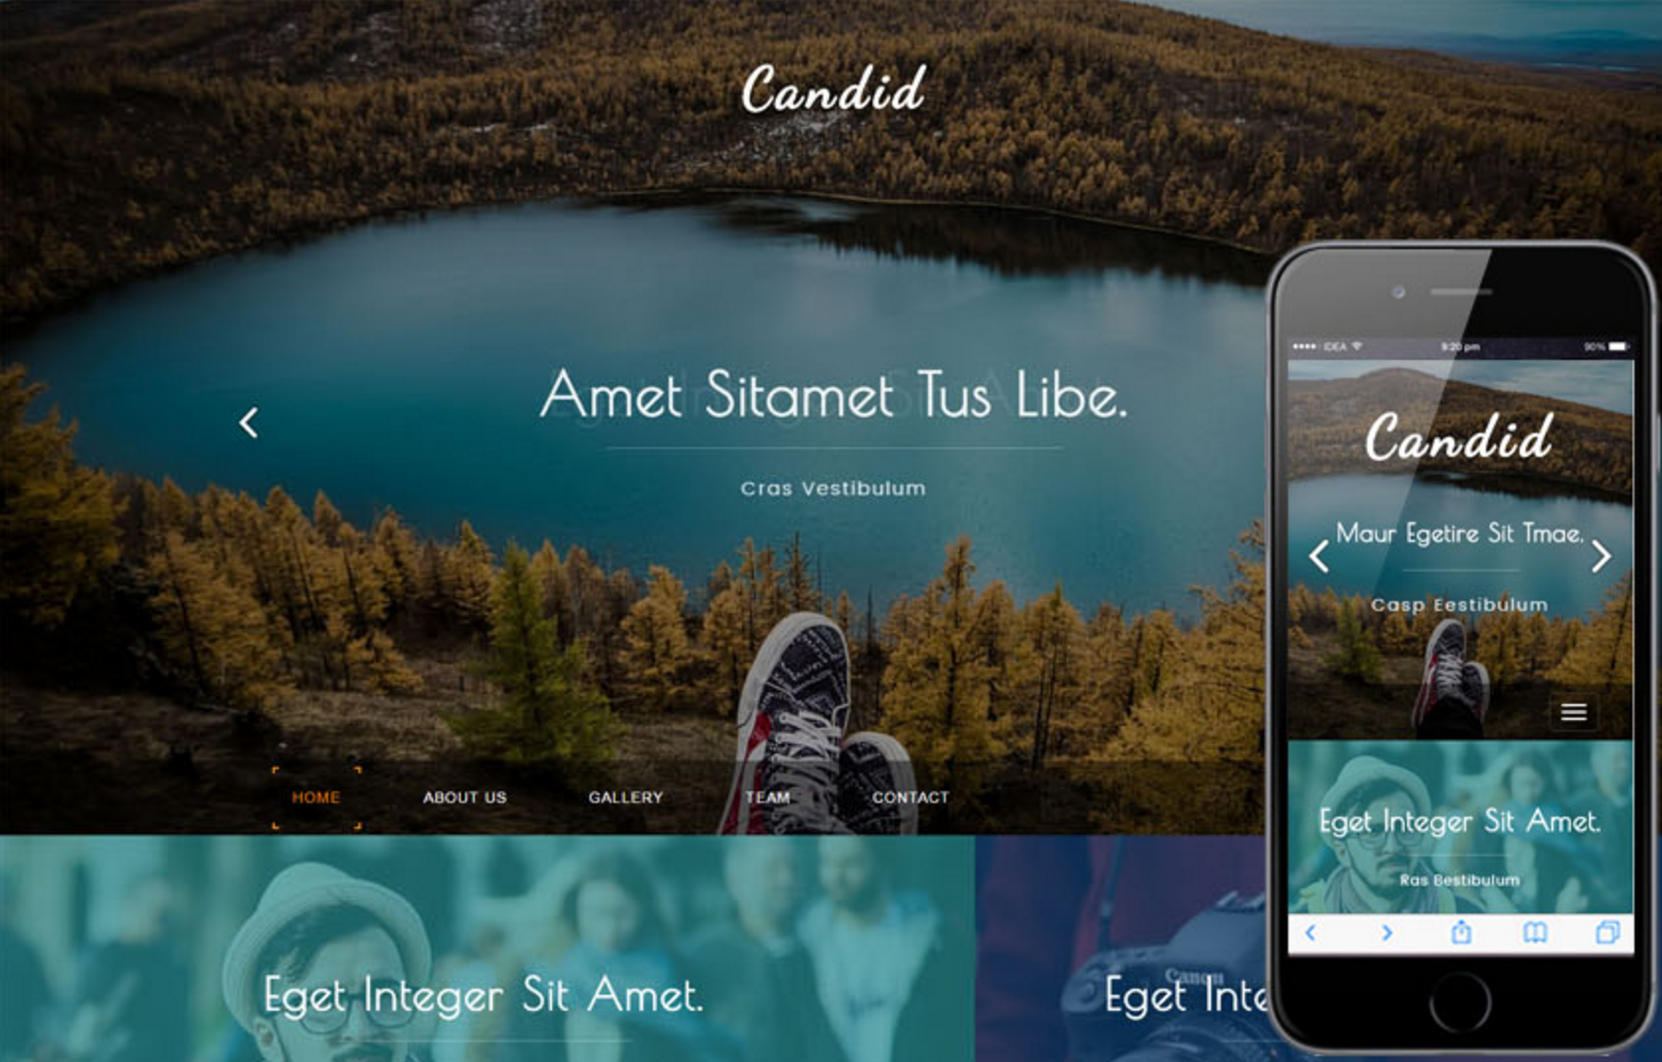 Candid
Amet Sitamet Tus Libe.
Cras Vestibulum
HOME ABOUT US GALLERY TEAM CONTACT
Eget Integer Sit Amet.
Canon
Eget Inte
IDEA 9:20 pm 90%
Candid
Maur Egetire Sit Tmae.
Casp Eestibulum
Eget Integer Sit Amet.
Ras Bestibulum